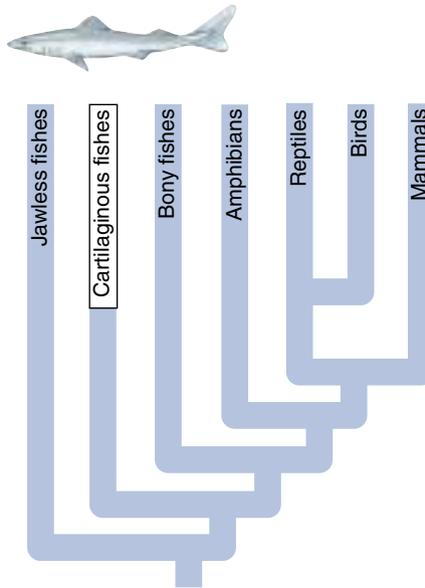 Jawless fishes
Cartilaginous fishes
Bony fishes
Amphibians
Reptiles
Birds
Mammals